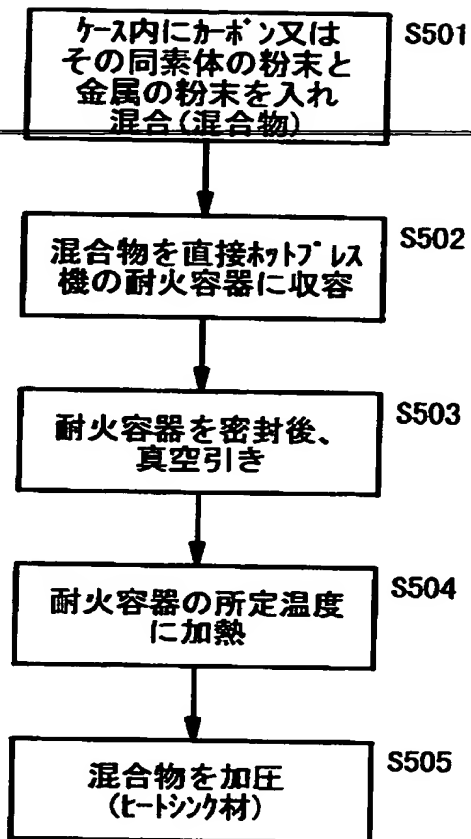 ケース内にカーボン又は
その同素体の粉末と
金属の粉末を入れ
混合(混合物)
S501
混合物を直接ホットプレス
機の耐火容器に収容
S502
耐火容器を密封後、
真空引き
S503
耐火容器の所定温度
に加熱
S504
混合物を加圧
(ヒートシンク材)
S505